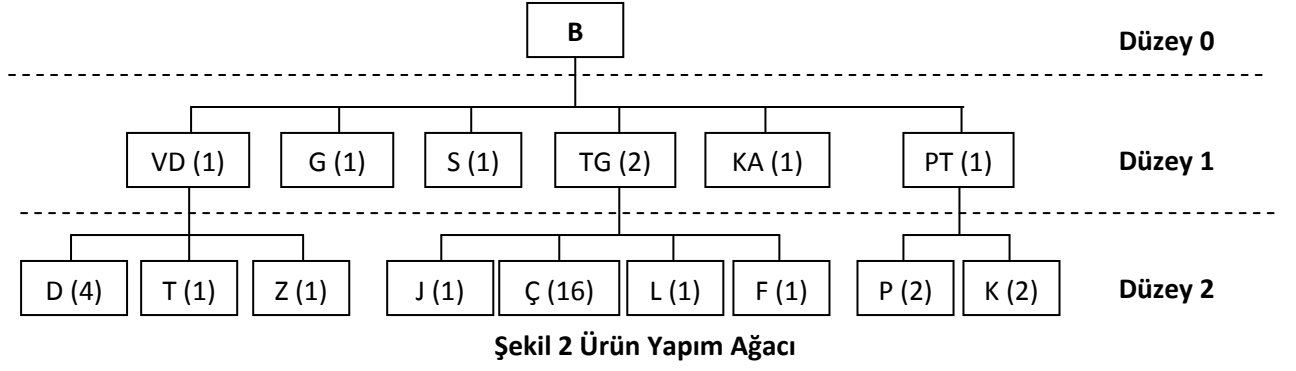 B
Düzey 0
VD (1) G (1) S (1) TG (2) KA (1) PT (1) Düzey 1
D (4) T (1) Z (1) J (1) Ç (16) L (1) F (1) P (2) K (2) Düzey 2
Şekil 2 Ürün Yapım Ağacı